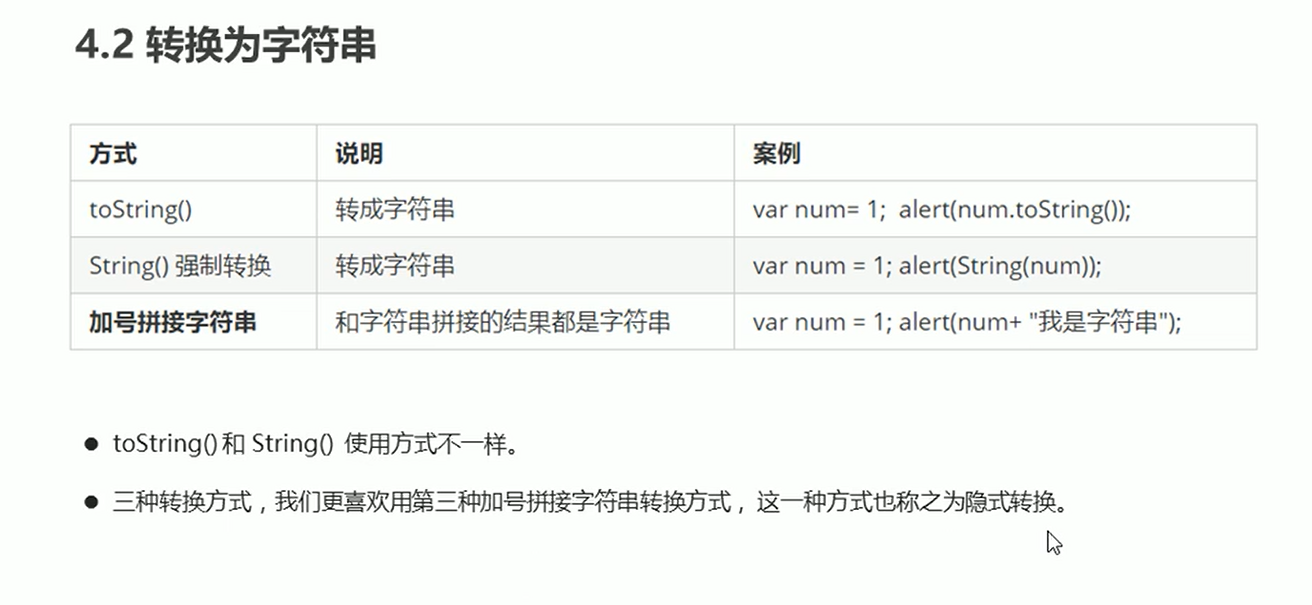 4.2 转换为字符串
方式 说明 案例
toString() 转成字符串 var num= 1;  alert(num.toString());
String() 强制转换 转成字符串 var num = 1; alert(String(num));
加号拼接字符串 和字符串拼接的结果都是字符串 var num = 1; alert(num+ "我是字符串");
● toString()和 String() 使用方式不一样。
● 三种转换方式，我们更喜欢用第三种加号拼接字符串转换方式， 这一种方式也称之为隐式转换。